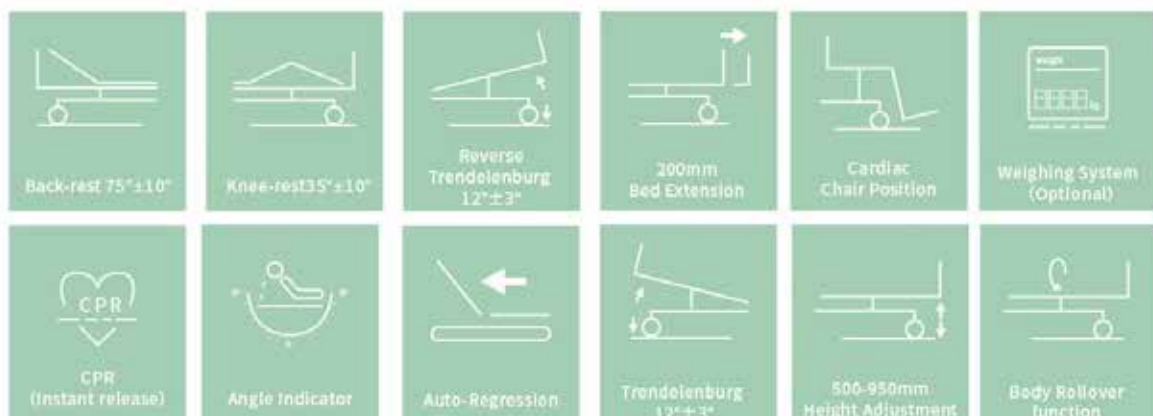 Back-rest 75°±10°
Knee-rest35°±10°
Reverse
Trendelenburg
12°±3°
200mm
Bed Extension
Cardiac
Chair Position
weight
kg
Weighing System
(Optional)
CPR
CPR
(Instant release)
Angle Indicator
Auto-Regression
Trendelenburg
12°±3°
500-950mm
Height Adjustment
Body Rollover
function